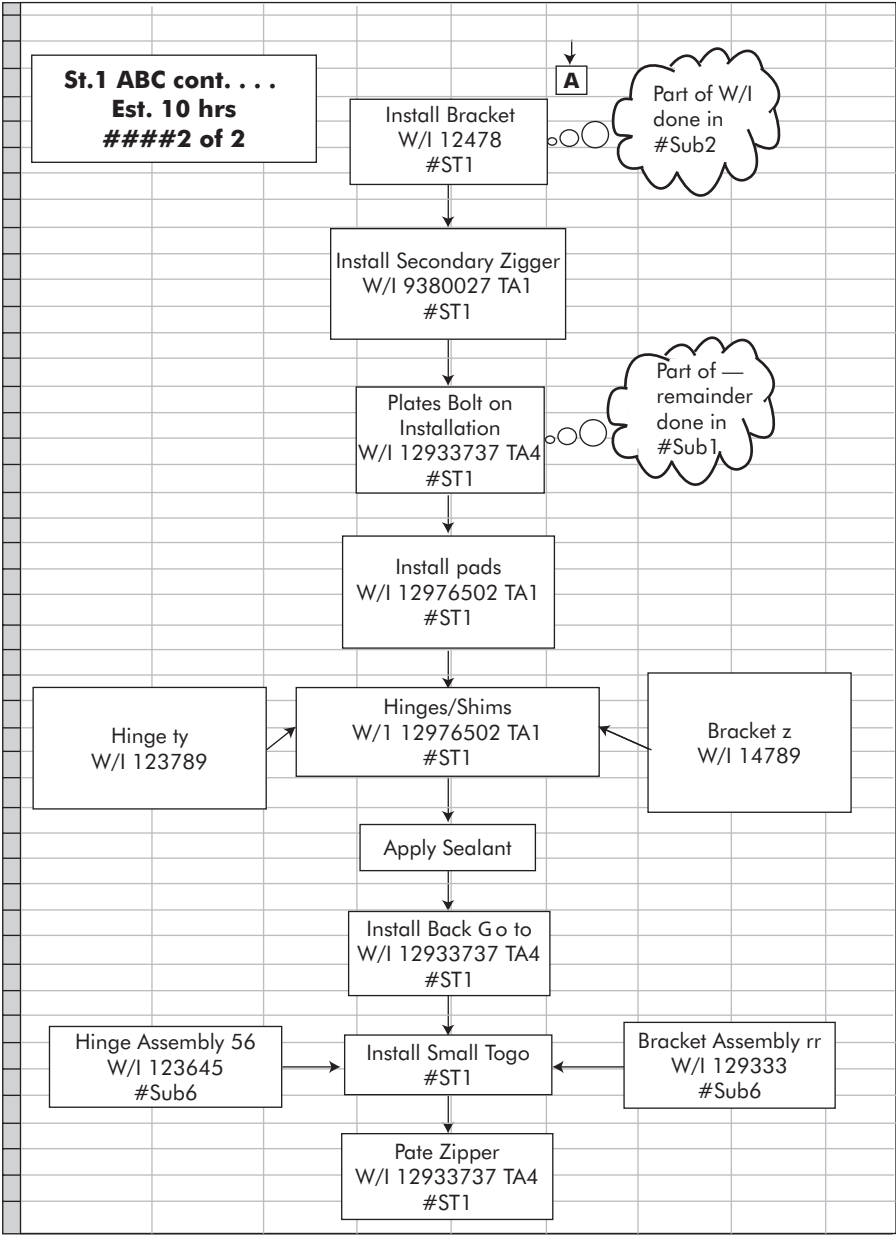 St.1 ABC cont. . . .
Est. 10 hrs
####2 of 2
A
Install Bracket
W/I 12478
#ST1
Part of W/I
done in
#Sub2
Install Secondary Zigger
W/I 9380027 TA1
#ST1
Plates Bolt on
Installation
W/I 12933737 TA4
#ST1
Part of —
remainder
done in
#Sub1
Install pads
W/I 12976502 TA1
#ST1
Hinge ty
W/I 123789
Hinges/Shims
W/1 12976502 TA1
#ST1
Bracket z
W/I 14789
Apply Sealant
Install Back Go to
W/I 12933737 TA4
#ST1
Hinge Assembly 56
W/I 123645
#Sub6
Install Small Togo
#ST1
Bracket Assembly rr
W/I 129333
#Sub6
Pate Zipper
W/I 12933737 TA4
#ST1